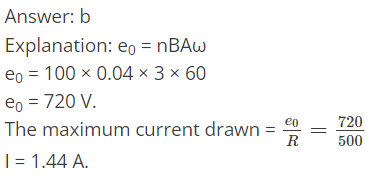 Answer: b
Explanation: e₀ = nBAω
e₀ = 100 × 0.04 × 3 × 60
e₀ = 720 V.
The maximum current drawn = e₀/R = 720/500
I = 1.44 A.